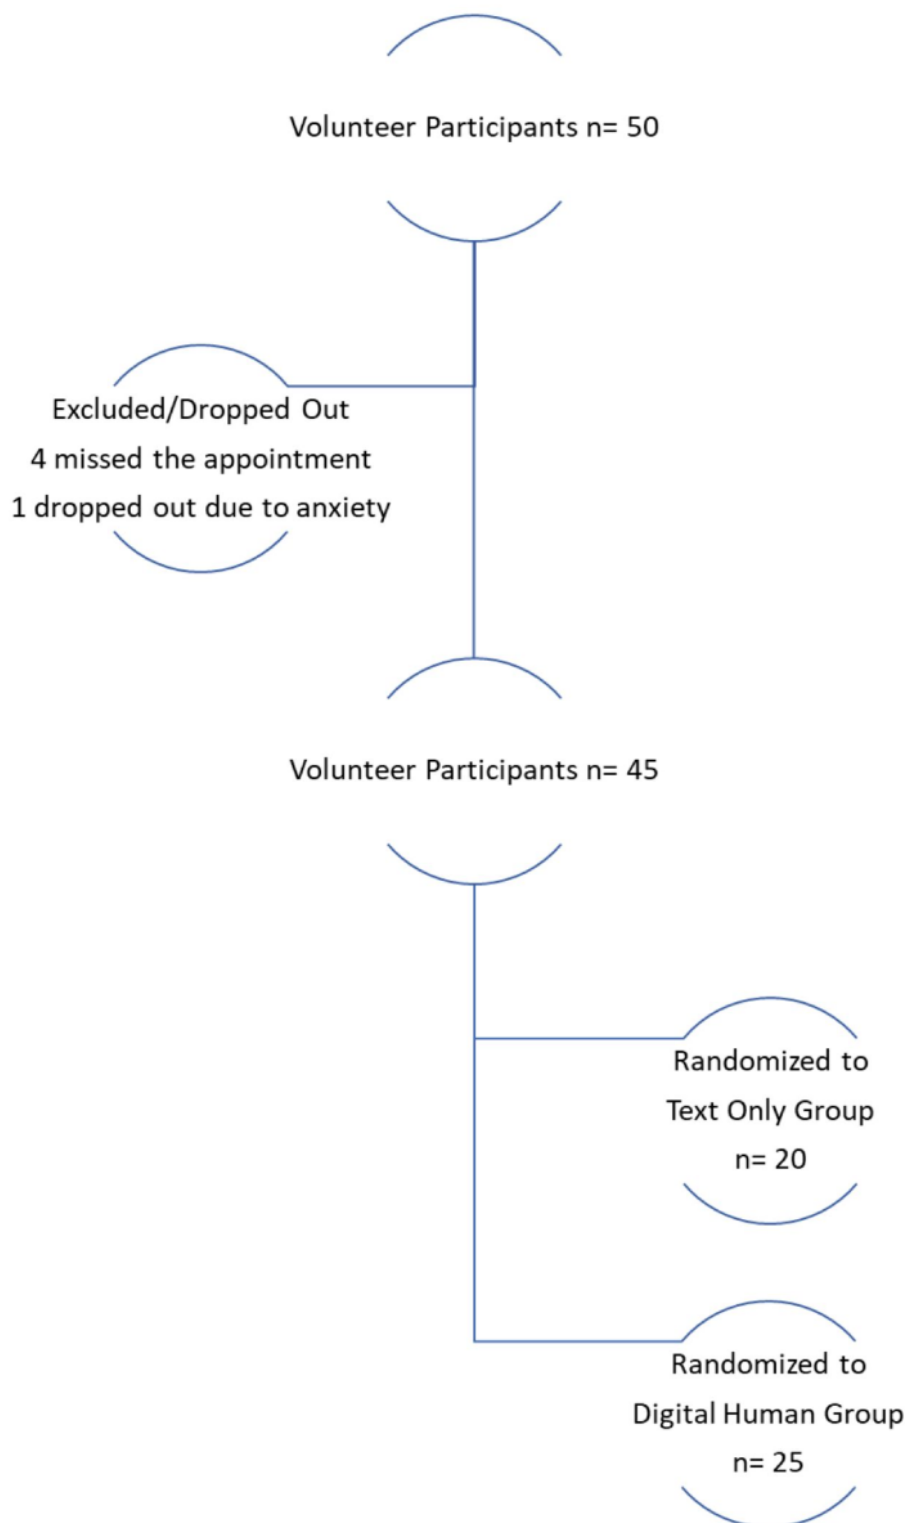 Volunteer Participants n= 50
Excluded/Dropped Out
4 missed the appointment
1 dropped out due to anxiety
Volunteer Participants n= 45
Randomized to
Text Only Group
n= 20
Randomized to
Digital Human Group
n= 25